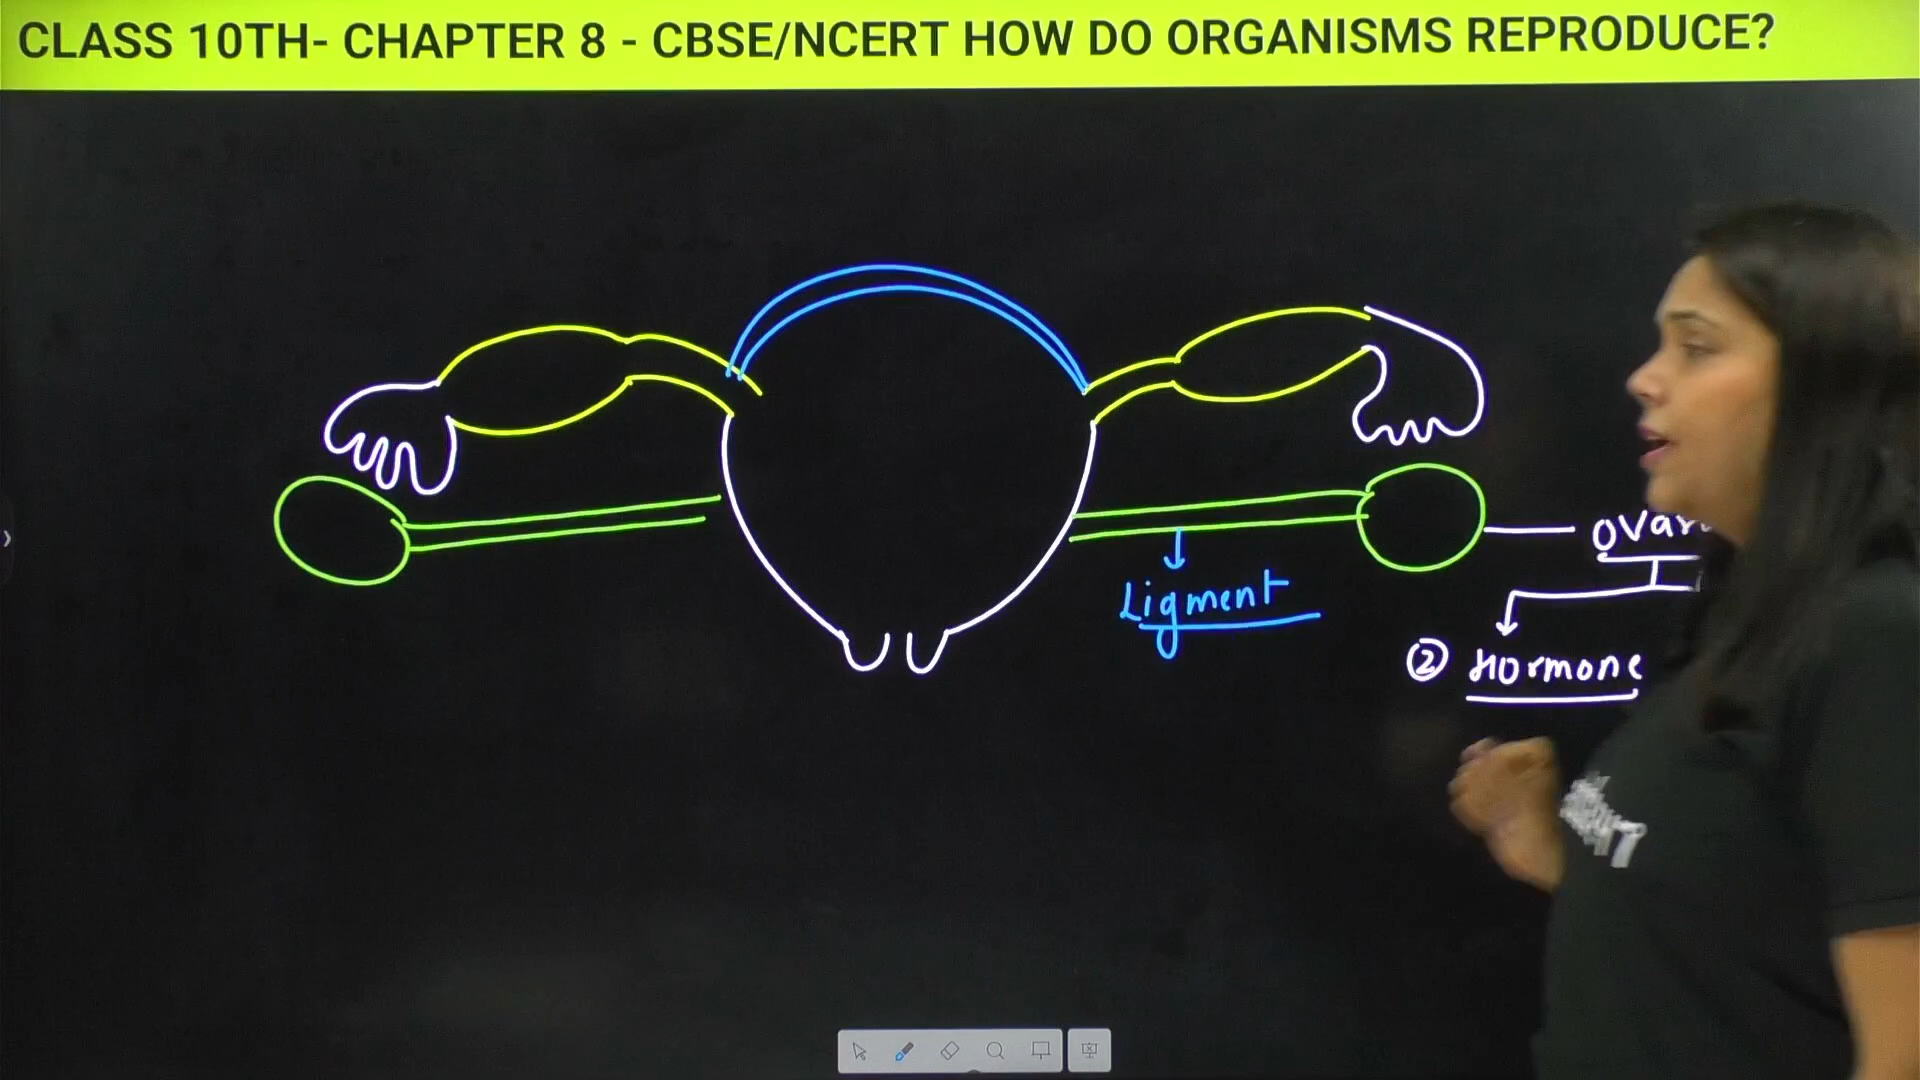 CLASS 10TH- CHAPTER 8 - CBSE/NCERT HOW DO ORGANISMS REPRODUCE?
Ligment
② Hormone